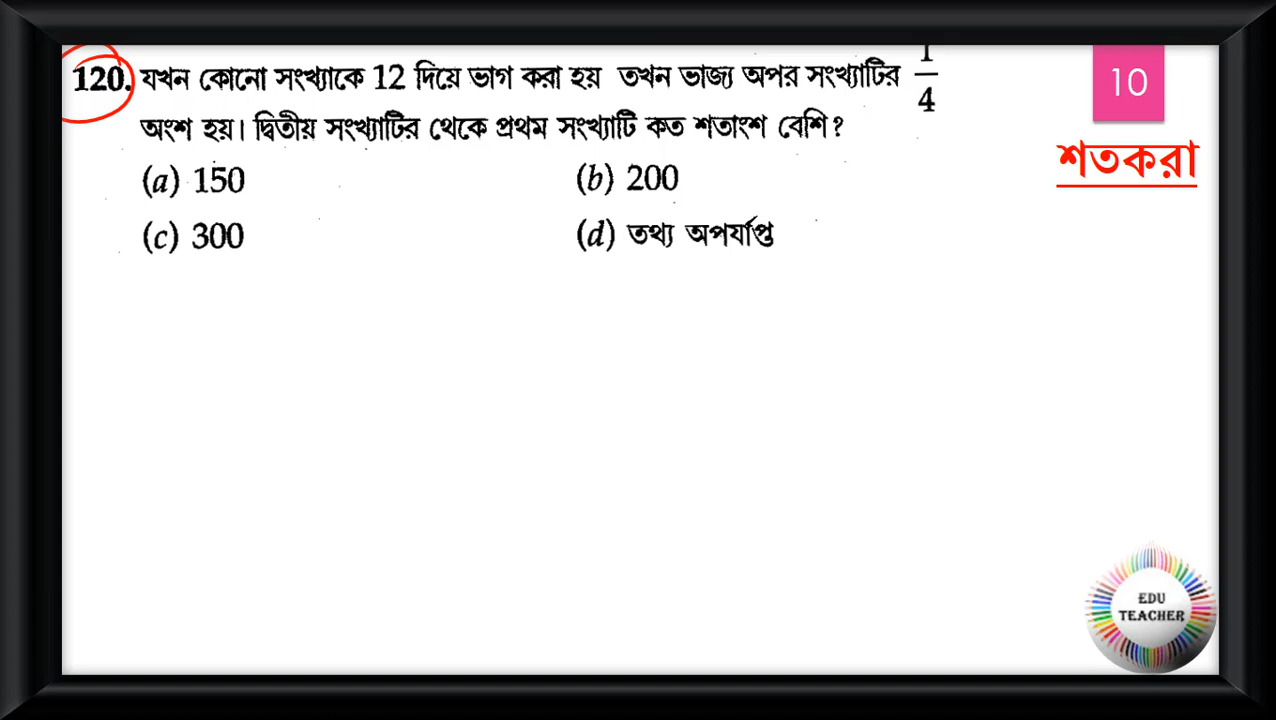 120. যখন কোনো সংখ্যাকে 12 দিয়ে ভাগ করা হয় তখন ভাজ্য অপর সংখ্যাটির 1/4
অংশ হয়। দ্বিতীয় সংখ্যাটির থেকে প্রথম সংখ্যাটি কত শতাংশ বেশি?
(a) 150 (b) 200
(c) 300 (d) তথ্য অপর্যাপ্ত
10
শতকরা
EDU
TEACHER